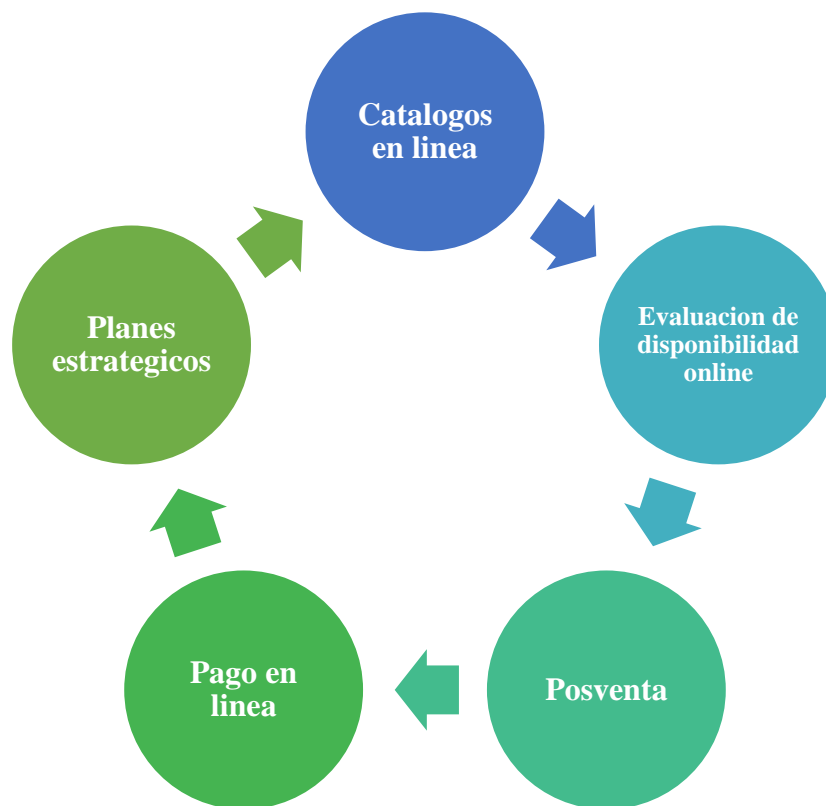 Catalogos
en linea
Evaluacion de
disponibilidad
online
Posventa
Pago en
linea
Planes
estrategicos